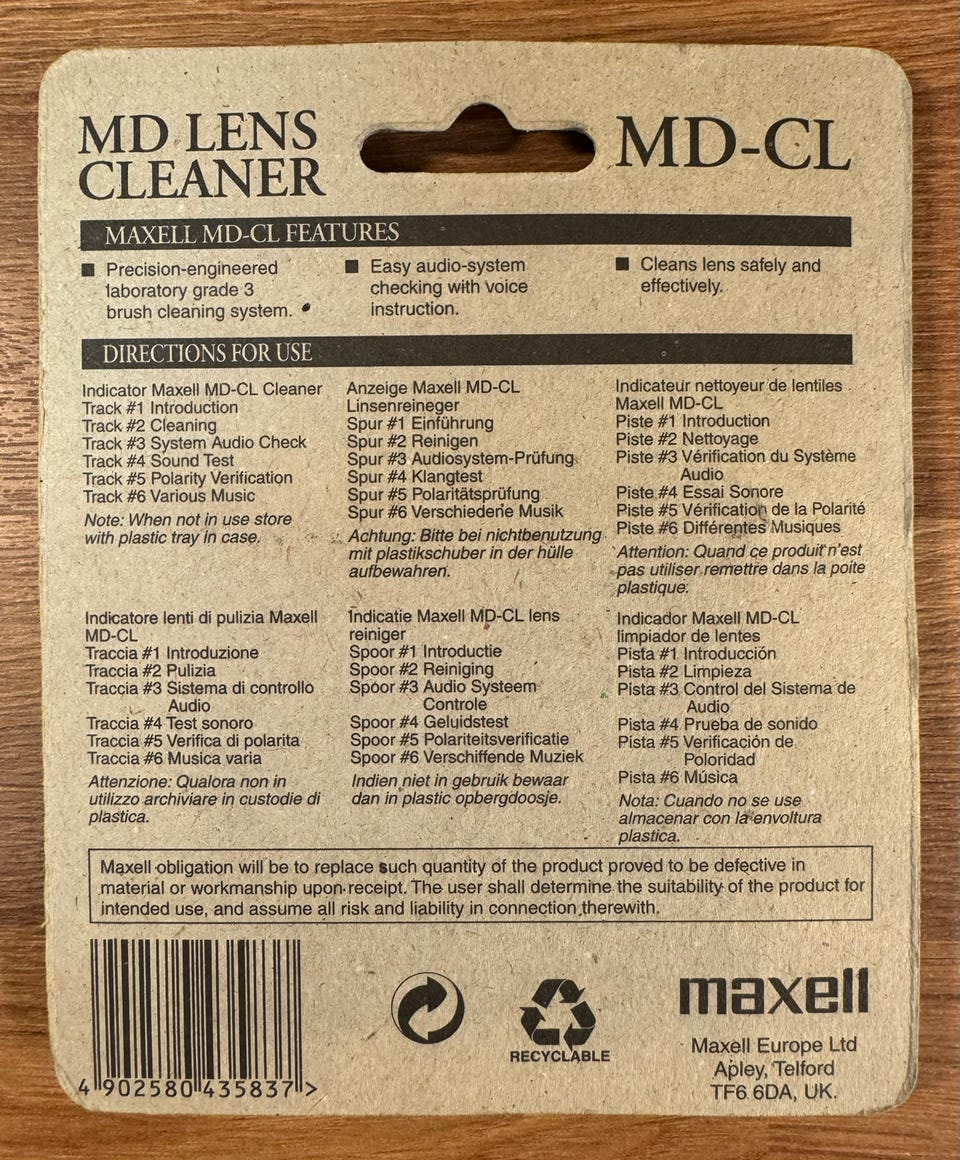 MD LENS
CLEANER
MD-CL
MAXELL MD-CL FEATURES
■ Precision-engineered
laboratory grade 3
brush cleaning system.
■ Easy audio-system
checking with voice
instruction.
■ Cleans lens safely and
effectively.
DIRECTIONS FOR USE
Indicator Maxell MD-CL Cleaner
Track #1 Introduction
Track #2 Cleaning
Track #3 System Audio Check
Track #4 Sound Test
Track #5 Polarity Verification
Track #6 Various Music
Note: When not in use store
with plastic tray in case.
Anzeige Maxell MD-CL
Linsenreineger
Spur #1 Einführung
Spur #2 Reinigen
Spur #3 Audiosystem-Prüfung
Spur #4 Klangtest
Spur #5 Polaritätsprüfung
Spur #6 Verschiedene Musik
Achtung: Bitte bei nichtbenutzung
mit plastikschuber in der hülle
aufbewahren.
Indicateur nettoyeur de lentiles
Maxell MD-CL
Piste #1 Introduction
Piste #2 Nettoyage
Piste #3 Vérification du Système
Audio
Piste #4 Essai Sonore
Piste #5 Vérification de la Polarité
Piste #6 Différentes Musiques
Attention: Quand ce produit n'est
pas utiliser remettre dans la poite
plastique.
Indicatore lenti di pulizia Maxell
MD-CL
Traccia #1 Introduzione
Traccia #2 Pulizia
Traccia #3 Sistema di controllo
Audio
Traccia #4 Test sonoro
Traccia #5 Verifica di polarita
Traccia #6 Musica varia
Attenzione: Qualora non in
utilizzo archiviare in custodie di
plastica.
Indicatie Maxell MD-CL lens
reiniger
Spoor #1 Introductie
Spoor #2 Reiniging
Spoor #3 Audio Systeem
Controle
Spoor #4 Geluidstest
Spoor #5 Polariteitsverificatie
Spoor #6 Verschiffende Muziek
Indien niet in gebruik bewaar
dan in plastic opbergdoosje.
Indicador Maxell MD-CL
limpiador de lentes
Pista #1 Introducción
Pista #2 Limpieza
Pista #3 Control del Sistema de
Audio
Pista #4 Prueba de sonido
Pista #5 Verificación de
Poloridad
Pista #6 Música
Nota: Cuando no se use
almacenar con la envoltura
plastica.
Maxell obligation will be to replace such quantity of the product proved to be defective in
material or workmanship upon receipt. The user shall determine the suitability of the product for
intended use, and assume all risk and liability in connection therewith.
4 902580 435837 >
RECYCLABLE
maxell
Maxell Europe Ltd
Apley, Telford
TF6 6DA, UK.